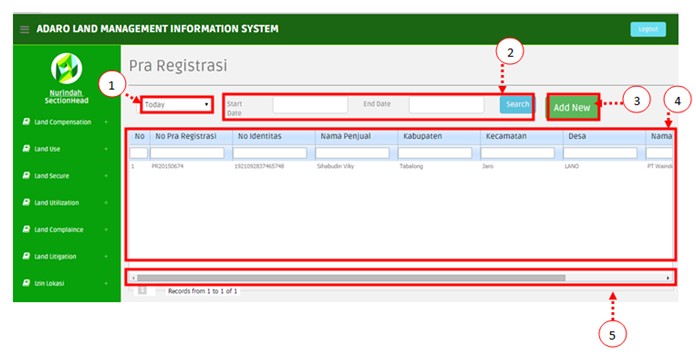 ADARO LAND MANAGEMENT INFORMATION SYSTEM
Logout
2
Pra Registrasi
1
Nurindah
SectionHead
3
4
Today
Start
Date
End Date
Search
Add New
Land Compensation +
No No Pra Registrasi No Identitas Nama Penjual Kabupaten Kecamatan Desa Nama
Land Use +
1 PR20150674 1921092837465748 Sihabudin Viky Tabalong Jaro LANO PT Waind
Land Secure +
Land Utilization +
Land Complaince +
Land Litigation +
Izin Lokasi +
1 Records from 1 to 1 of 1
5